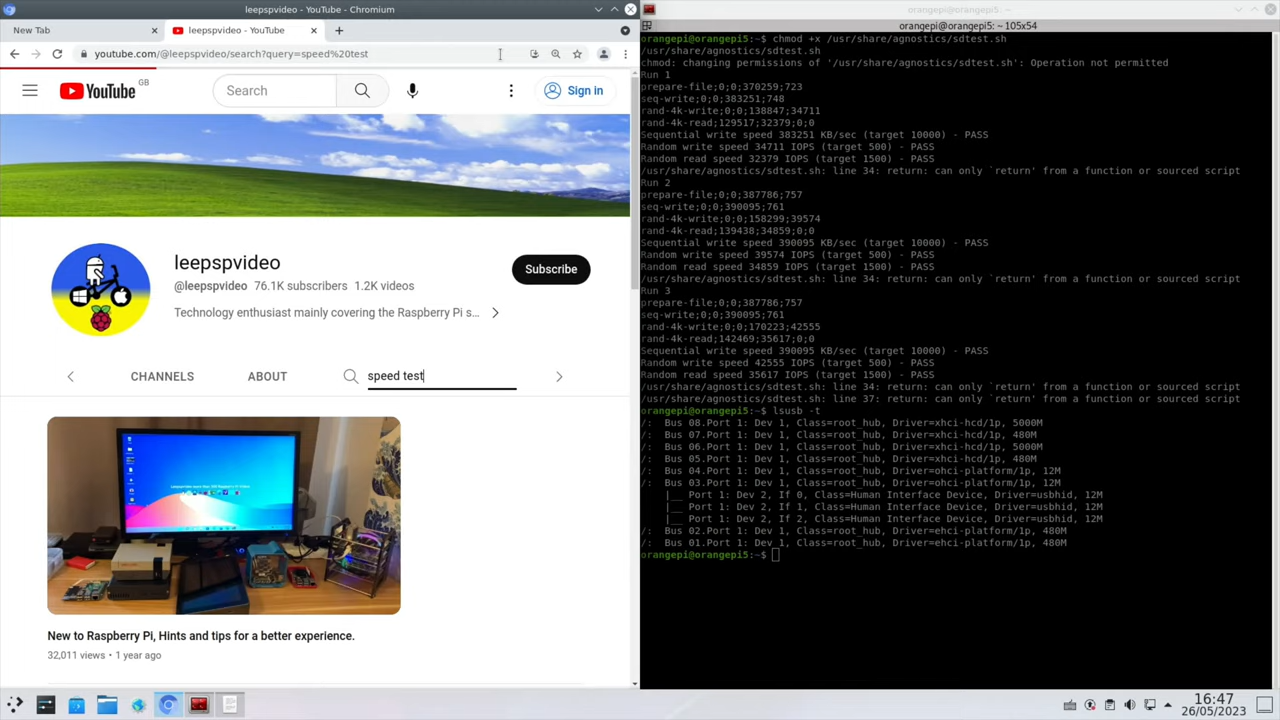 leepspvideo - YouTube - Chromium
New Tab
leepspvideo - YouTube
youtube.com/@leepspvideo/search?query=speed%20test
YouTube GB
Search
Sign in
leepspvideo
@leepspvideo 76.1K subscribers 1.2K videos
Technology enthusiast mainly covering the Raspberry Pi s...
Subscribe
CHANNELS
ABOUT
speed test
New to Raspberry Pi, Hints and tips for a better experience.
32,011 views • 1 year ago
orangepi@orangepi5: ~
orangepi@orangepi5: ~ 105x54
orangepi@orangepi5:~$ chmod +x /usr/share/agnostics/sdtest.sh
/usr/share/agnostics/sdtest.sh
chmod: changing permissions of '/usr/share/agnostics/sdtest.sh': Operation not permitted
Run 1
prepare-file;0;0;370259;723
seq-write;0;0;383251;748
rand-4k-write;0;0;138847;34711
rand-4k-read;129517;32379;0;0
Sequential write speed 383251 KB/sec (target 10000) - PASS
Random write speed 34711 IOPS (target 500) - PASS
Random read speed 32379 IOPS (target 1500) - PASS
/usr/share/agnostics/sdtest.sh: line 34: return: can only `return' from a function or sourced script
Run 2
prepare-file;0;0;387786;757
seq-write;0;0;390095;761
rand-4k-write;0;0;158299;39574
rand-4k-read;139438;34859;0;0
Sequential write speed 390095 KB/sec (target 10000) - PASS
Random write speed 39574 IOPS (target 500) - PASS
Random read speed 34859 IOPS (target 1500) - PASS
/usr/share/agnostics/sdtest.sh: line 34: return: can only `return' from a function or sourced script
Run 3
prepare-file;0;0;387786;757
seq-write;0;0;390095;761
rand-4k-write;0;0;170223;42555
rand-4k-read;142469;35617;0;0
Sequential write speed 390095 KB/sec (target 10000) - PASS
Random write speed 42555 IOPS (target 500) - PASS
Random read speed 35617 IOPS (target 1500) - PASS
/usr/share/agnostics/sdtest.sh: line 34: return: can only `return' from a function or sourced script
/usr/share/agnostics/sdtest.sh: line 37: return: can only `return' from a function or sourced script
orangepi@orangepi5:~$ lsusb -t
/:  Bus 08.Port 1: Dev 1, Class=root_hub, Driver=xhci-hcd/1p, 5000M
/:  Bus 07.Port 1: Dev 1, Class=root_hub, Driver=xhci-hcd/1p, 480M
/:  Bus 06.Port 1: Dev 1, Class=root_hub, Driver=xhci-hcd/1p, 5000M
/:  Bus 05.Port 1: Dev 1, Class=root_hub, Driver=xhci-hcd/1p, 480M
/:  Bus 04.Port 1: Dev 1, Class=root_hub, Driver=ohci-platform/1p, 12M
/:  Bus 03.Port 1: Dev 1, Class=root_hub, Driver=ohci-platform/1p, 12M
|__ Port 1: Dev 2, If 0, Class=Human Interface Device, Driver=usbhid, 12M
|__ Port 1: Dev 2, If 1, Class=Human Interface Device, Driver=usbhid, 12M
|__ Port 1: Dev 2, If 2, Class=Human Interface Device, Driver=usbhid, 12M
/:  Bus 02.Port 1: Dev 1, Class=root_hub, Driver=ehci-platform/1p, 480M
/:  Bus 01.Port 1: Dev 1, Class=root_hub, Driver=ehci-platform/1p, 480M
orangepi@orangepi5:~$
16:47
26/05/2023